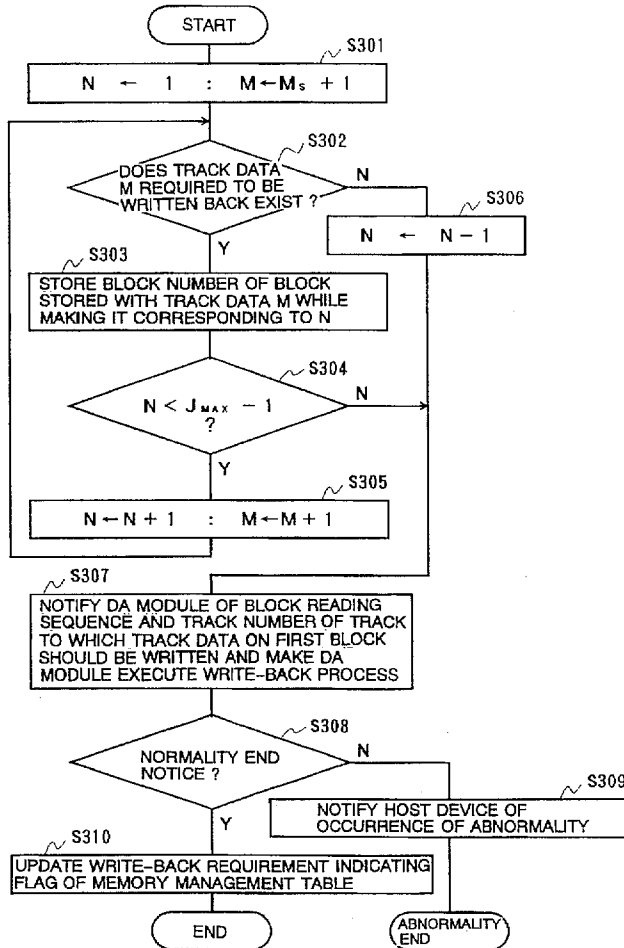 START
S301
N ← 1 : M←Ms + 1
S302
DOES TRACK DATA
M REQUIRED TO BE
WRITTEN BACK EXIST ?
N
Y
S306
N ← N-1
S303
STORE BLOCK NUMBER OF BLOCK
STORED WITH TRACK DATA M WHILE
MAKING IT CORRESPONDING TO N
S304
N < JMAX - 1
?
N
Y
S305
N←N+1 : M←M+1
S307
NOTIFY DA MODULE OF BLOCK READING
SEQUENCE AND TRACK NUMBER OF TRACK
TO WHICH TRACK DATA ON FIRST BLOCK
SHOULD BE WRITTEN AND MAKE DA
MODULE EXECUTE WRITE-BACK PROCESS
S308
NORMALITY END
NOTICE ?
N
Y
S309
NOTIFY HOST DEVICE OF
OCCURRENCE OF ABNORMALITY
S310
UPDATE WRITE-BACK REQUIREMENT INDICATING
FLAG OF MEMORY MANAGEMENT TABLE
END
ABNORMALITY
END